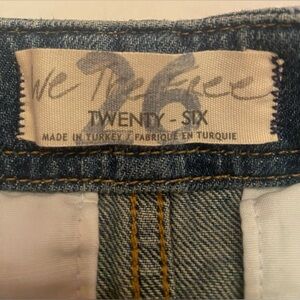 We The Free
26
TWENTY - SIX
MADE IN TURKEY / FABRIQUÉ EN TURQUIE